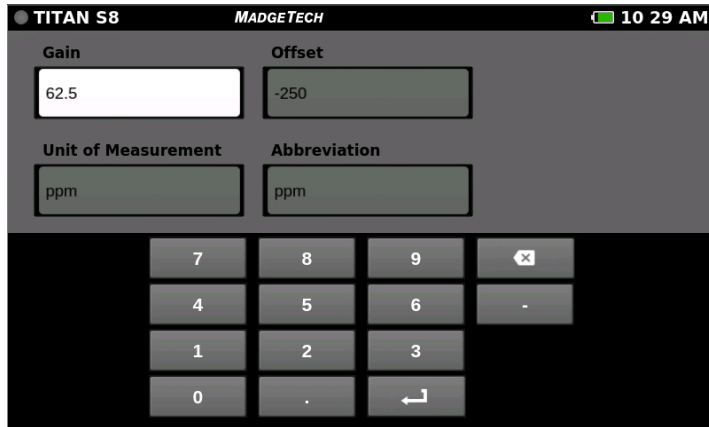 TITAN S8 MADGETECH 10 29 AM
Gain Offset
62.5 -250
Unit of Measurement Abbreviation
ppm ppm
7 8 9
4 5 6 -
1 2 3
0 .